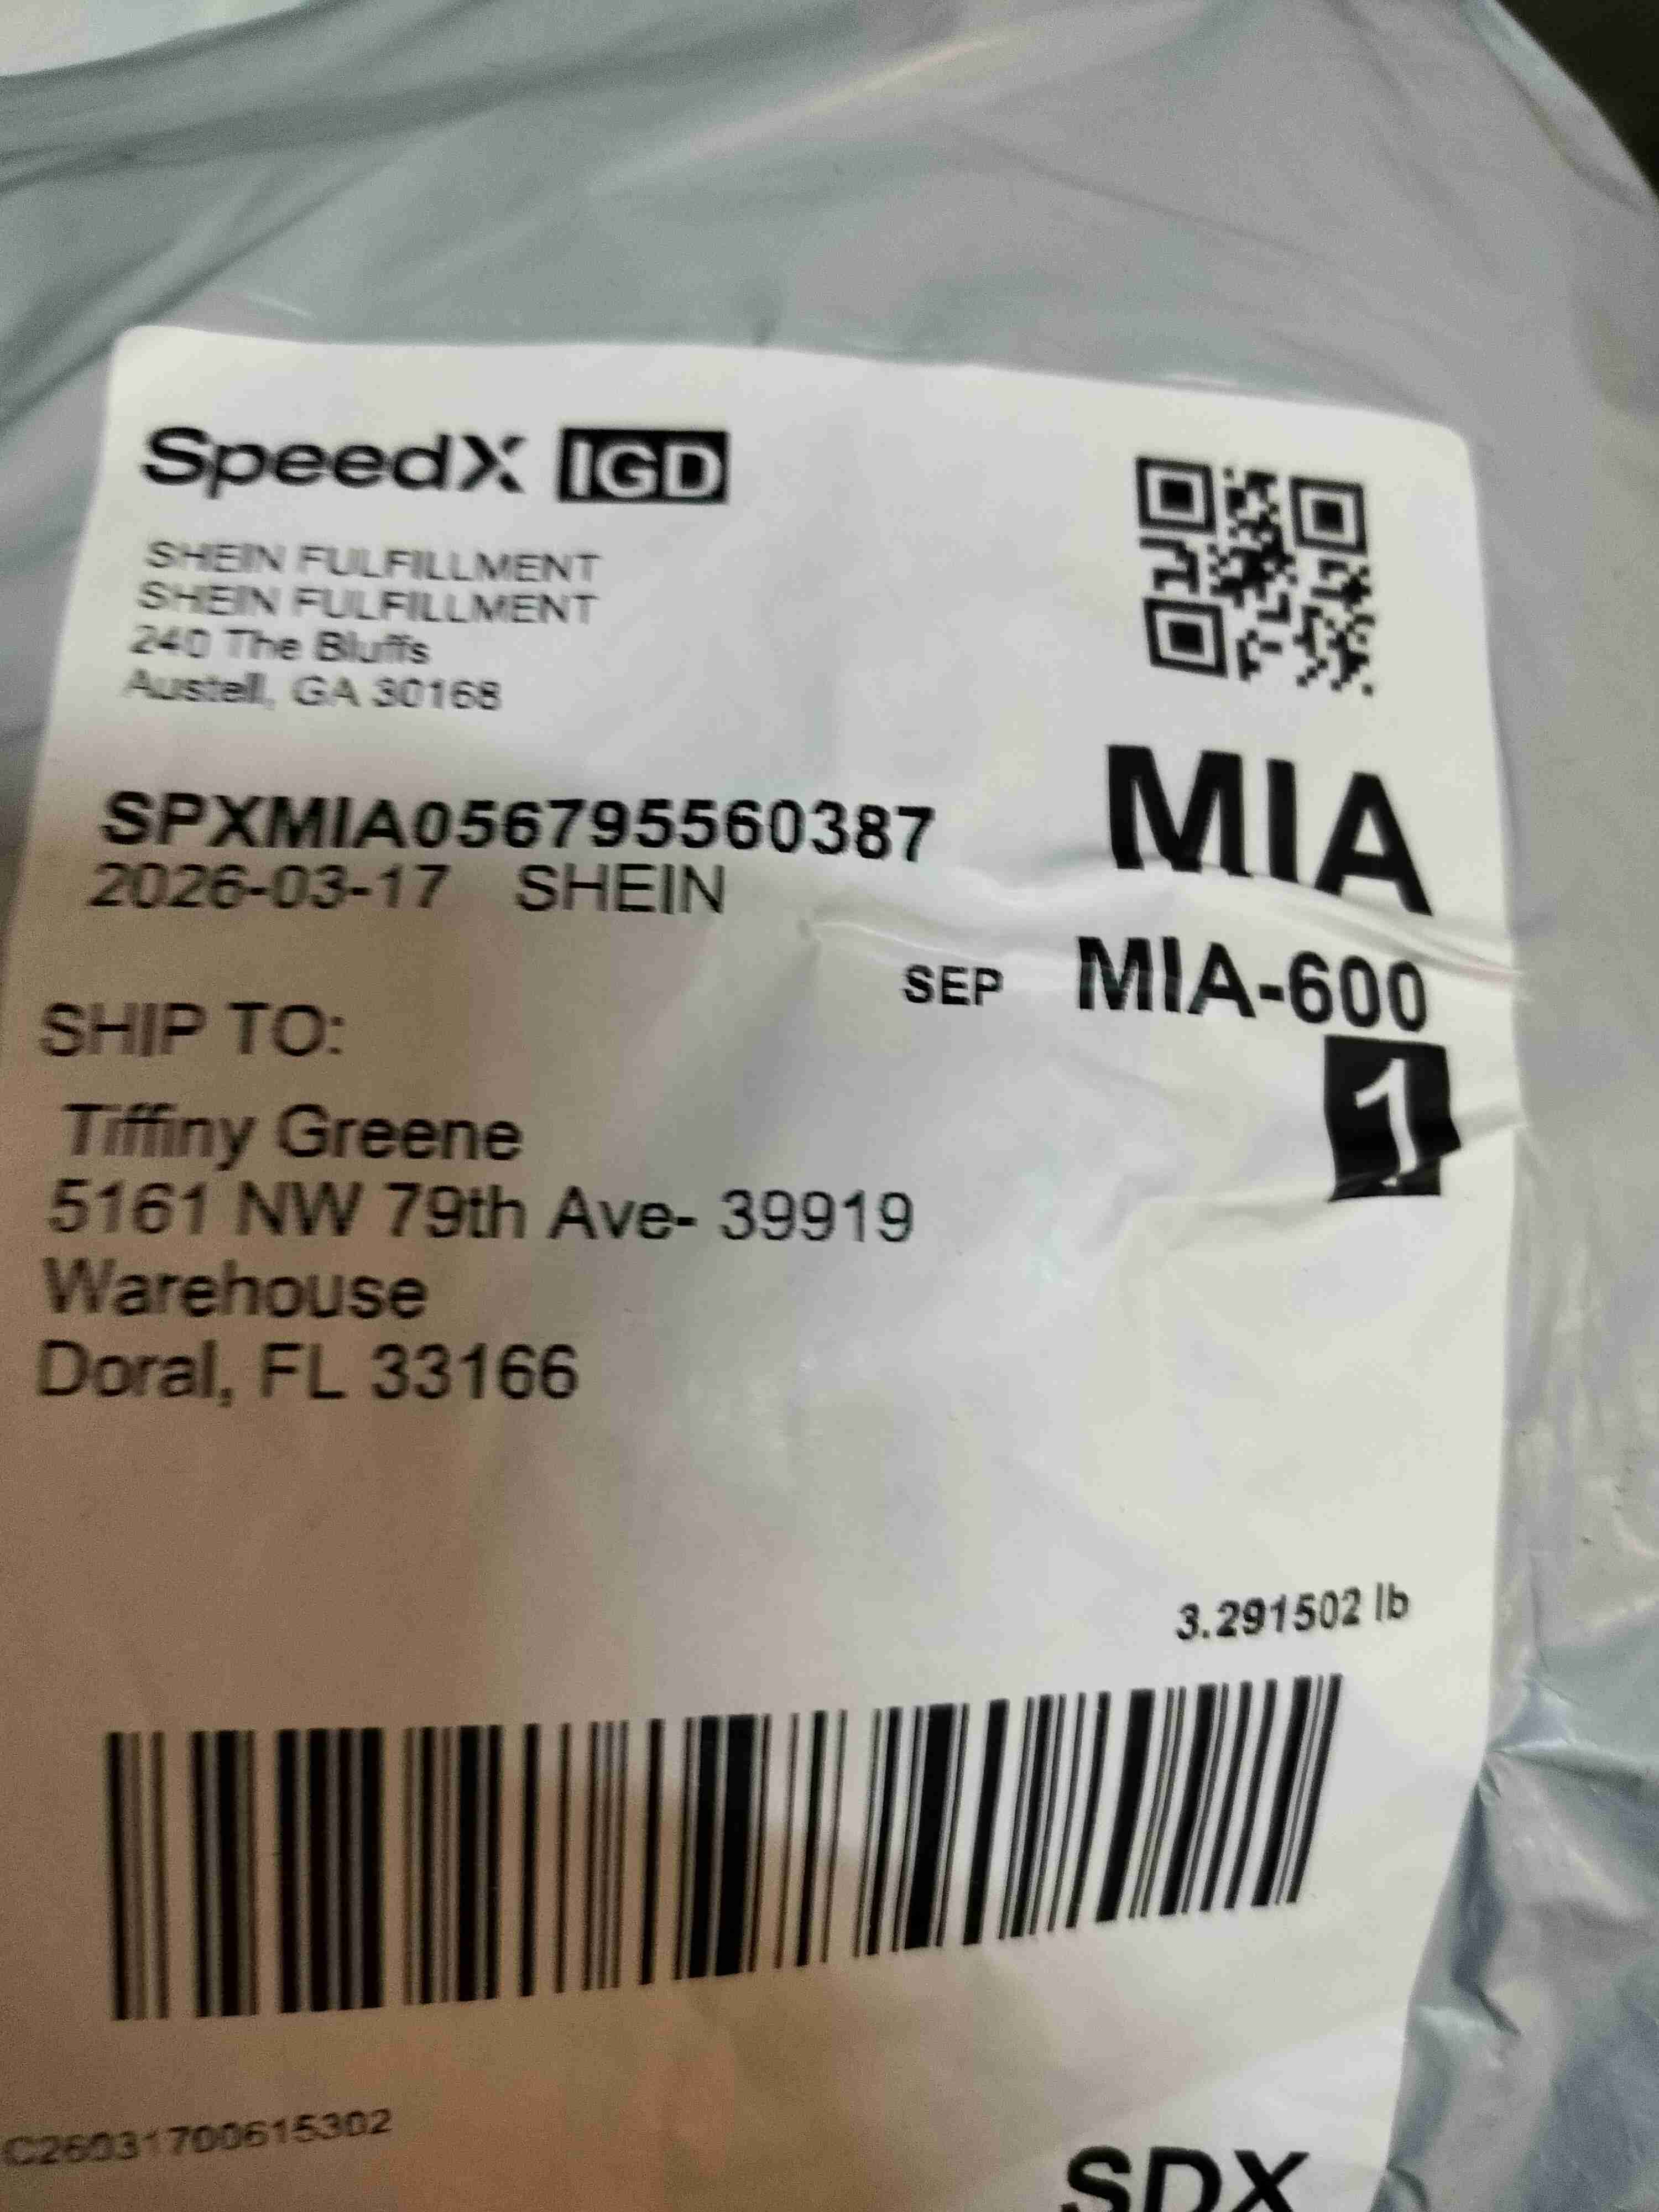 SpeedX IGD
SHEIN FULFILLMENT
SHEIN FULFILLMENT
240 The Bluffs
Austell, GA 30168
MIA
SPXMIA056795560387
2026-03-17 SHEIN
SEP MIA-600
1
SHIP TO:
Tiffiny Greene
5161 NW 79th Ave- 39919
Warehouse
Doral, FL 33166
3.291502 lb
C26031700615302
SDX